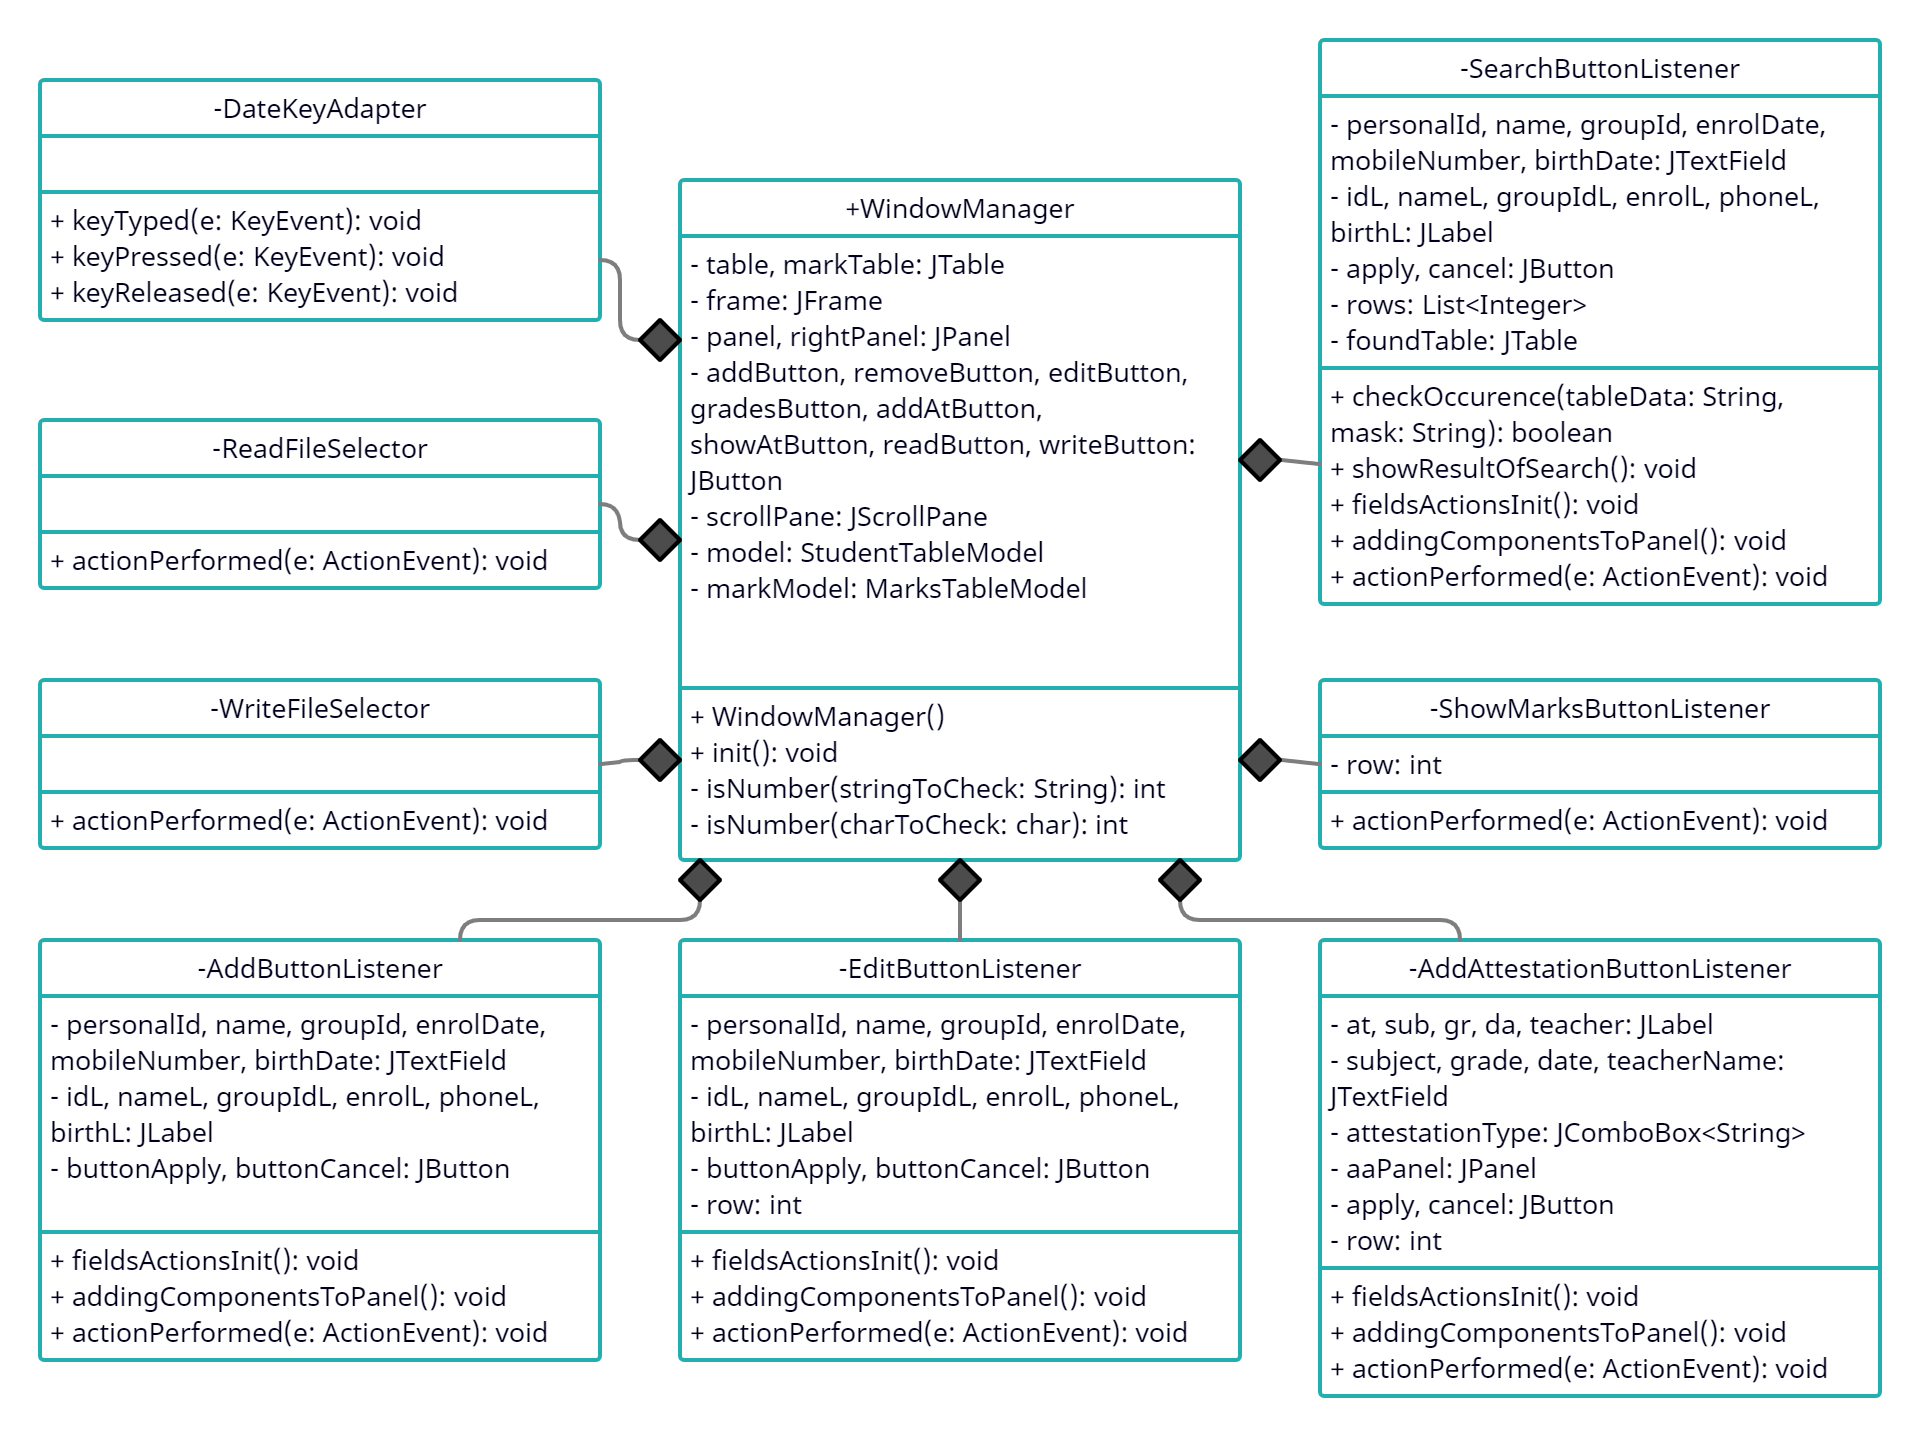 -DateKeyAdapter
+ keyTyped(e: KeyEvent): void
+ keyPressed(e: KeyEvent): void
+ keyReleased(e: KeyEvent): void
-ReadFileSelector
+ actionPerformed(e: ActionEvent): void
-WriteFileSelector
+ actionPerformed(e: ActionEvent): void
+WindowManager
- table, markTable: JTable
- frame: JFrame
- panel, rightPanel: JPanel
- addButton, removeButton, editButton,
gradesButton, addAtButton,
showAtButton, readButton, writeButton:
JButton
- scrollPane: JScrollPane
- model: StudentTableModel
- markModel: MarksTableModel
+ WindowManager()
+ init(): void
- isNumber(stringToCheck: String): int
- isNumber(charToCheck: char): int
-SearchButtonListener
- personalId, name, groupId, enrolDate,
mobileNumber, birthDate: JTextField
- idL, nameL, groupIdL, enrolL, phoneL,
birthL: JLabel
- apply, cancel: JButton
- rows: List<Integer>
- foundTable: JTable
+ checkOccurence(tableData: String,
mask: String): boolean
+ showResultOfSearch(): void
+ fieldsActionsInit(): void
+ addingComponentsToPanel(): void
+ actionPerformed(e: ActionEvent): void
-ShowMarksButtonListener
- row: int
+ actionPerformed(e: ActionEvent): void
-AddButtonListener
- personalId, name, groupId, enrolDate,
mobileNumber, birthDate: JTextField
- idL, nameL, groupIdL, enrolL, phoneL,
birthL: JLabel
- buttonApply, buttonCancel: JButton
+ fieldsActionsInit(): void
+ addingComponentsToPanel(): void
+ actionPerformed(e: ActionEvent): void
-EditButtonListener
- personalId, name, groupId, enrolDate,
mobileNumber, birthDate: JTextField
- idL, nameL, groupIdL, enrolL, phoneL,
birthL: JLabel
- buttonApply, buttonCancel: JButton
- row: int
+ fieldsActionsInit(): void
+ addingComponentsToPanel(): void
+ actionPerformed(e: ActionEvent): void
-AddAttestationButtonListener
- at, sub, gr, da, teacher: JLabel
- subject, grade, date, teacherName:
JTextField
- attestationType: JComboBox<String>
- aaPanel: JPanel
- apply, cancel: JButton
- row: int
+ fieldsActionsInit(): void
+ addingComponentsToPanel(): void
+ actionPerformed(e: ActionEvent): void